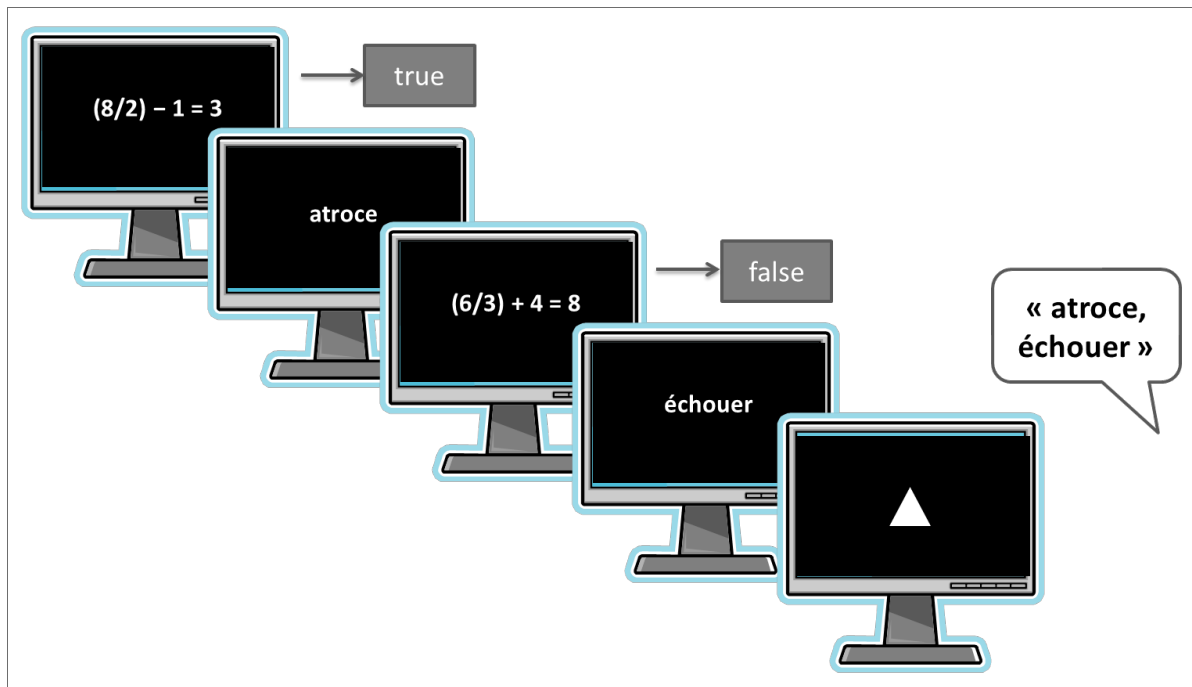 (8/2) – 1 = 3
true
atroce
(6/3) + 4 = 8
false
échouer
« atroce,
échouer »